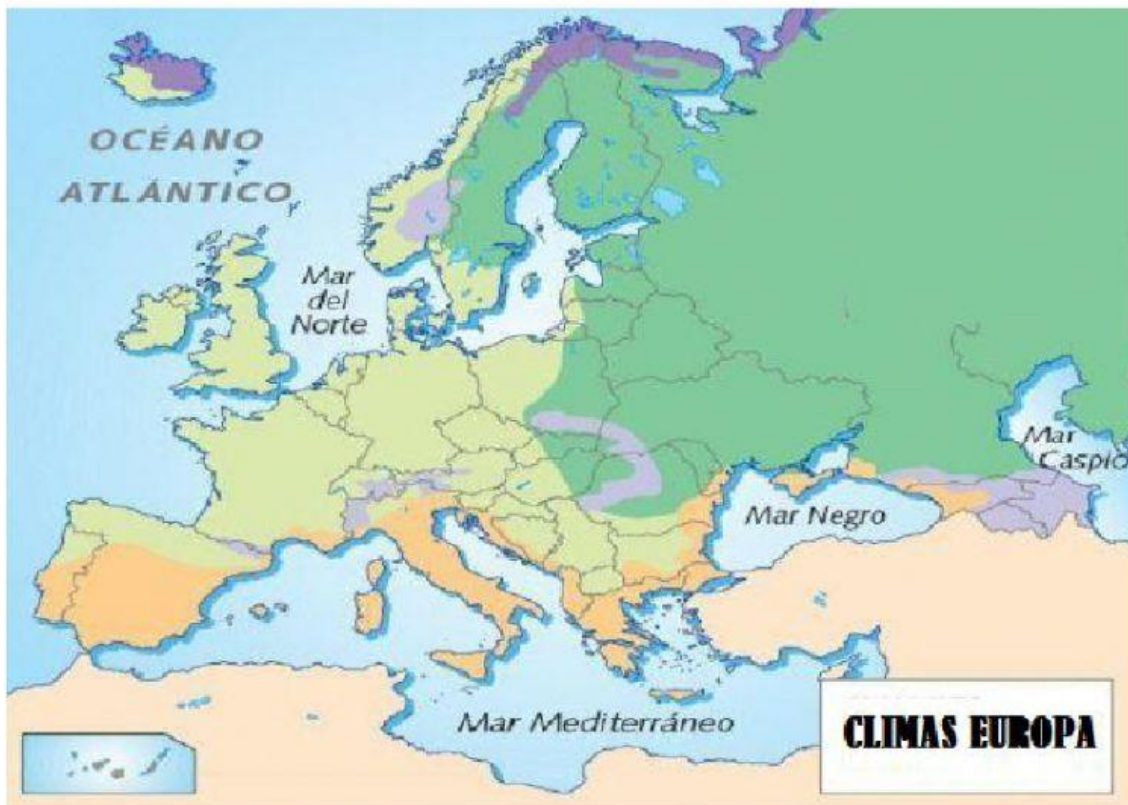 OCÉANO
ATLÁNTICO
Mar
del
Norte
Mar
Caspio
Mar Negro
Mar Mediterráneo
CLIMAS EUROPA